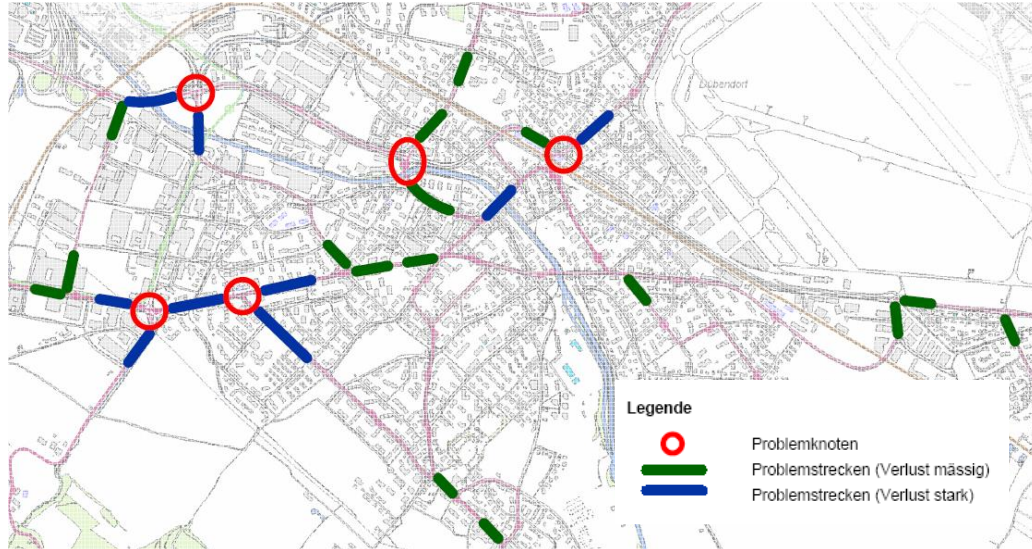 Dübendorf
Legende
Problemknoten
Problemstrecken (Verlust mässig)
Problemstrecken (Verlust stark)